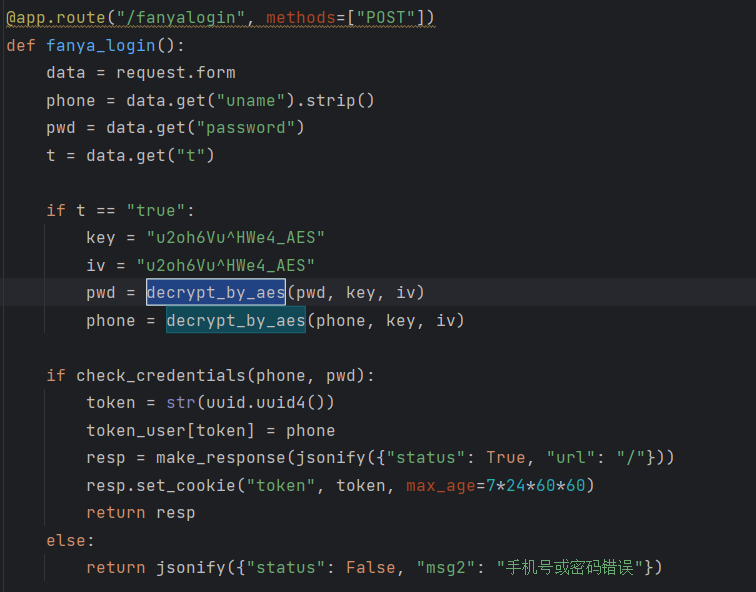 @app.route("/fanyalogin", methods=["POST"])
def fanya_login():
    data = request.form
    phone = data.get("uname").strip()
    pwd = data.get("password")
    t = data.get("t")

    if t == "true":
        key = "u2oh6Vu^HWe4_AES"
        iv = "u2oh6Vu^HWe4_AES"
        pwd = decrypt_by_aes(pwd, key, iv)
        phone = decrypt_by_aes(phone, key, iv)

    if check_credentials(phone, pwd):
        token = str(uuid.uuid4())
        token_user[token] = phone
        resp = make_response(jsonify({"status": True, "url": "/"}))
        resp.set_cookie("token", token, max_age=7*24*60*60)
        return resp
    else:
        return jsonify({"status": False, "msg2": "手机号或密码错误"})